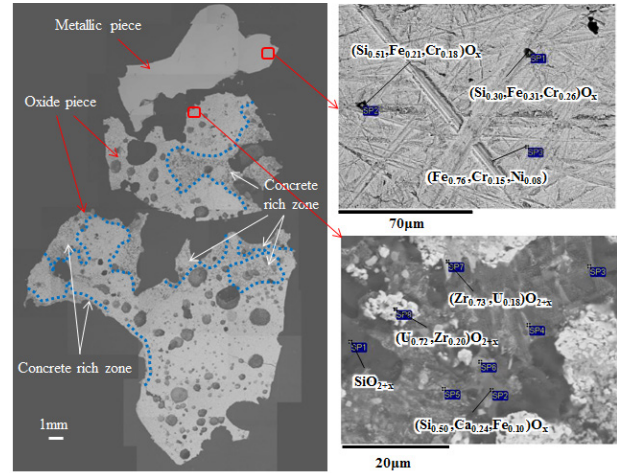 Metallic piece
Oxide piece
Concrete
rich zone
Concrete rich zone
1mm
(Si0.51,Fe0.21,Cr0.18)Ox
SP1
(Si0.30,Fe0.31,Cr0.26)Ox
SP2
SP3
(Fe0.76,Cr0.15,Ni0.08)
70μm
SP7
SP3
(Zr0.73,U0.18)O2+x
SP8
SP4
(U0.72,Zr0.20)O2+x
SP1
SP6
SiO2+x
SP5
SP2
(Si0.50,Ca0.24,Fe0.10)Ox
20μm